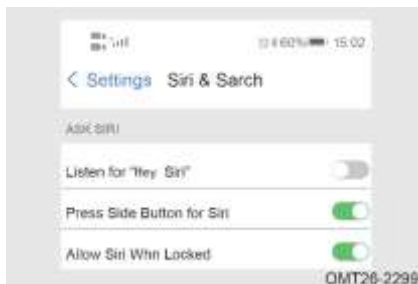 60% 15:02
< Settings Siri & Sarch
ASK SIRI
Listen for "Hey Siri"
Press Side Button for Siri
Allow Siri Whn Locked
OMT26-2299